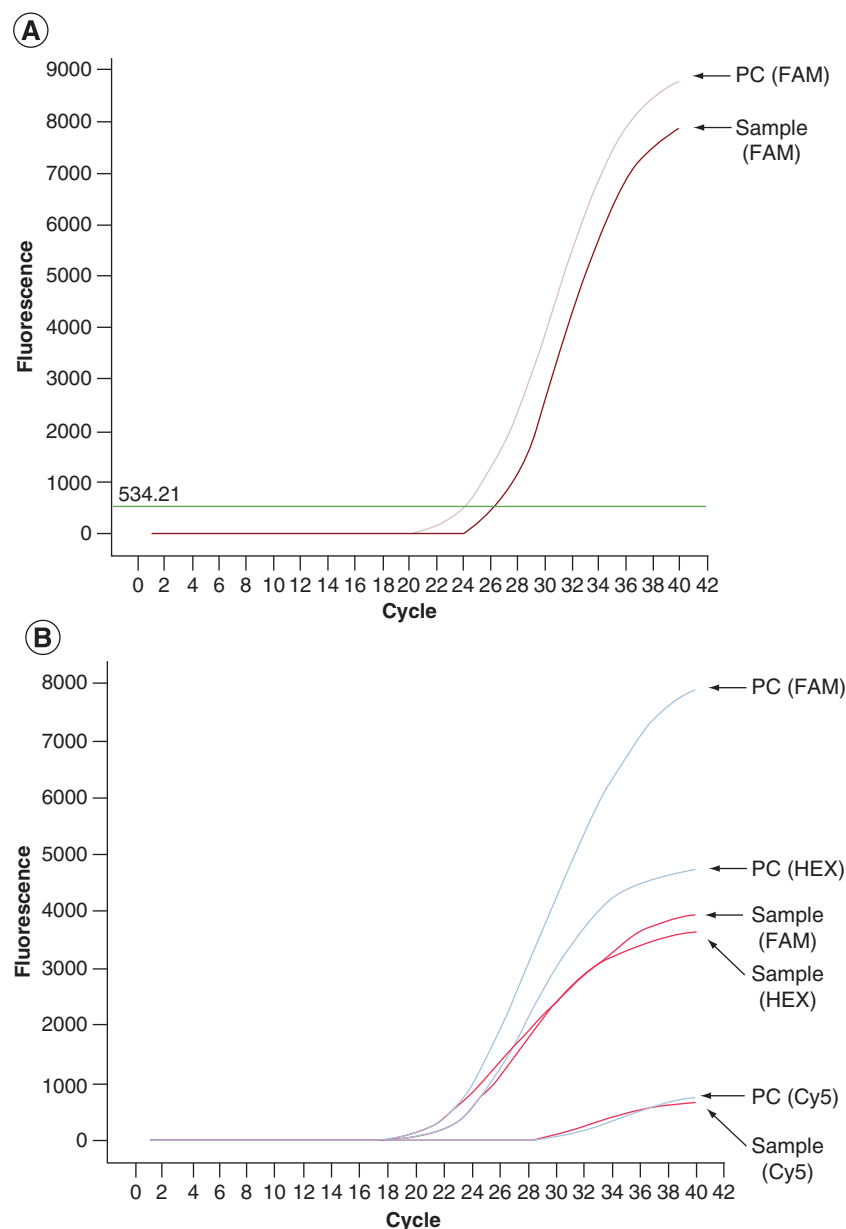 A
9000
8000
7000
6000
5000
4000
3000
2000
1000
0
Fluorescence
534.21
PC (FAM)
Sample
(FAM)
0 2 4 6 8 10 12 14 16 18 20 22 24 26 28 30 32 34 36 38 40 42
Cycle
B
8000
7000
6000
5000
4000
3000
2000
1000
0
Fluorescence
PC (FAM)
PC (HEX)
Sample
(FAM)
Sample
(HEX)
PC (Cy5)
Sample
(Cy5)
0 2 4 6 8 10 12 14 16 18 20 22 24 26 28 30 32 34 36 38 40 42
Cycle